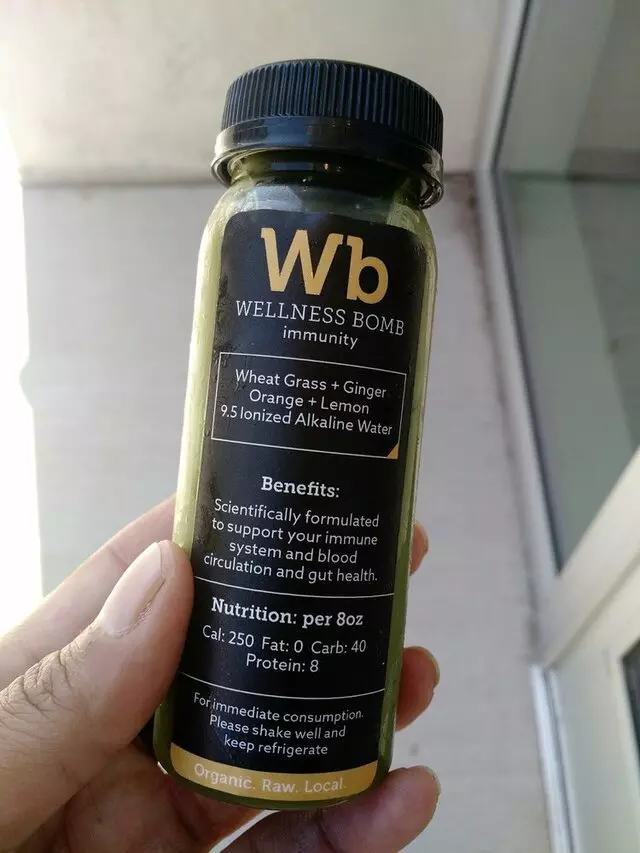 Wb
WELLNESS BOMB
immunity
Wheat Grass + Ginger
Orange + Lemon
9.5 Ionized Alkaline Water
Benefits:
Scientifically formulated
to support your immune
system and blood
circulation and gut health.
Nutrition: per 8oz
Cal: 250 Fat: 0 Carb: 40
Protein: 8
For immediate consumption.
Please shake well and
keep refrigerate
Organic. Raw. Local.